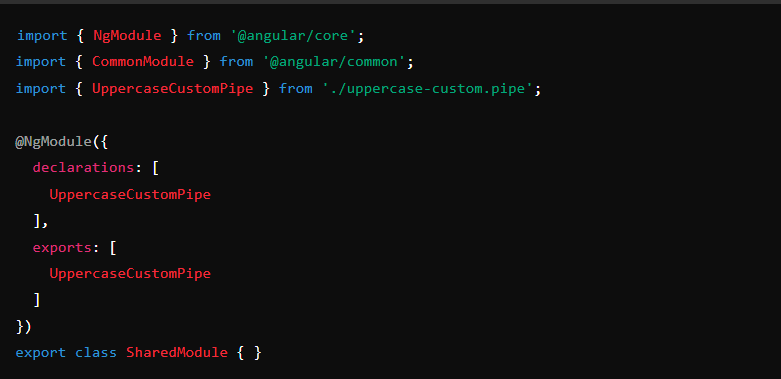 import { NgModule } from '@angular/core';
import { CommonModule } from '@angular/common';
import { UppercaseCustomPipe } from './uppercase-custom.pipe';
@NgModule({
declarations: [
UppercaseCustomPipe
],
exports: [
UppercaseCustomPipe
]
})
export class SharedModule { }